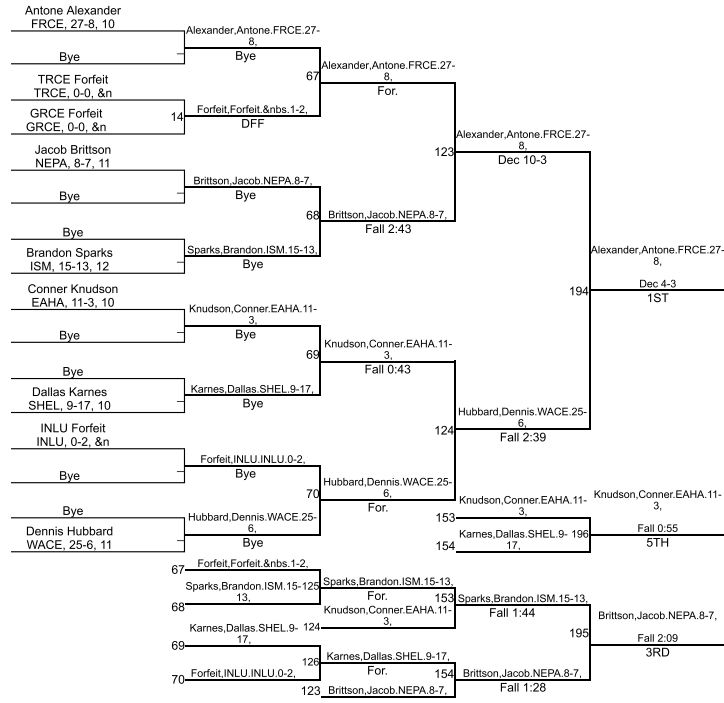 Antone Alexander
FRCE, 27-8, 10
Bye
TRCE Forfeit
TRCE, 0-0, &n
GRCE Forfeit
GRCE, 0-0, &n
Jacob Brittson
NEPA, 8-7, 11
Bye
Bye
Brandon Sparks
ISM, 15-13, 12
Conner Knudson
EAHA, 11-3, 10
Bye
Bye
Dallas Karnes
SHEL, 9-17, 10
INLU Forfeit
INLU, 0-2, &n
Bye
Bye
Dennis Hubbard
WACE, 25-6, 11
Alexander,Antone.FRCE.27-
8,
Bye
14
Forfeit,Forfeit.&nbs.1-2,
DFF
Brittson,Jacob.NEPA.8-7,
Bye
Sparks,Brandon.ISM.15-13,
Bye
Knudson,Conner.EAHA.11-
3,
Bye
Karnes,Dallas.SHEL.9-17,
Bye
Forfeit,INLU.INLU.0-2,
Bye
Hubbard,Dennis.WACE.25-
6,
Bye
67
Alexander,Antone.FRCE.27-
8,
For.
68
Brittson,Jacob.NEPA.8-7,
Fall 2:43
69
Knudson,Conner.EAHA.11-
3,
Fall 0:43
70
Hubbard,Dennis.WACE.25-
6,
For.
123
Alexander,Antone.FRCE.27-
8,
Dec 10-3
124
Hubbard,Dennis.WACE.25-
6,
Fall 2:39
194
Alexander,Antone.FRCE.27-
8,
Dec 4-3
1ST
153
Knudson,Conner.EAHA.11-
3,
154
Karnes,Dallas.SHEL.9-
17,
196
Knudson,Conner.EAHA.11-
3,
Fall 0:55
5TH
67
Forfeit,Forfeit.&nbs.1-2,
68
Sparks,Brandon.ISM.15-
13,
125
Sparks,Brandon.ISM.15-13,
For.
124
Knudson,Conner.EAHA.11-
3,
153
Sparks,Brandon.ISM.15-13,
Fall 1:44
69
Karnes,Dallas.SHEL.9-
17,
70
Forfeit,INLU.INLU.0-2,
126
Karnes,Dallas.SHEL.9-17,
For.
123
Brittson,Jacob.NEPA.8-7,
154
Brittson,Jacob.NEPA.8-7,
Fall 1:28
195
Brittson,Jacob.NEPA.8-7,
Fall 2:09
3RD